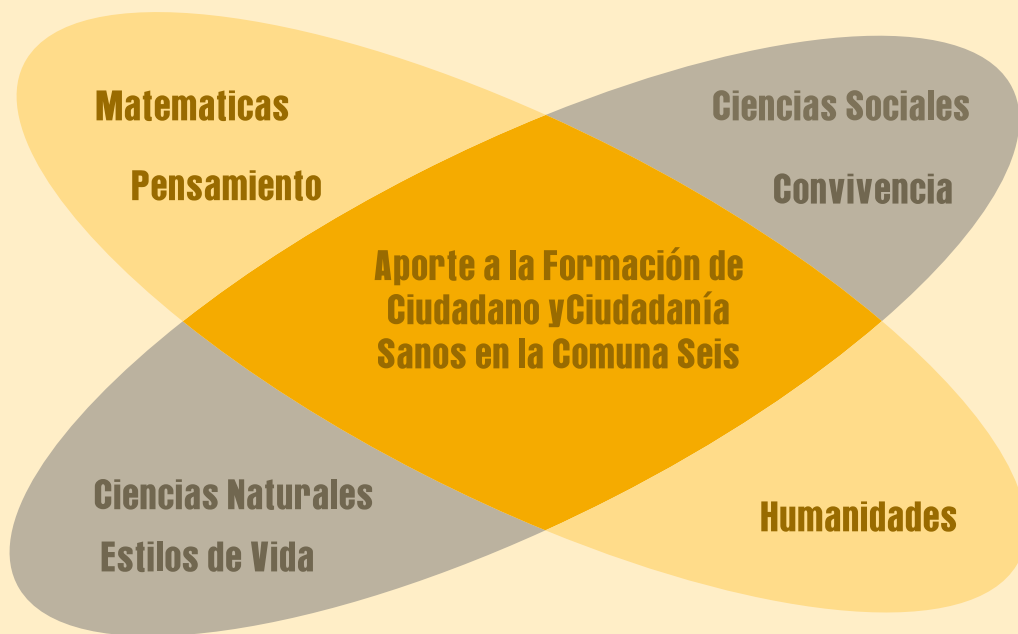 Matematicas
Pensamiento
Ciencias Sociales
Convivencia
Aporte a la Formación de
Ciudadano yCiudadanía
Sanos en la Comuna Seis
Ciencias Naturales
Estilos de Vida
Humanidades